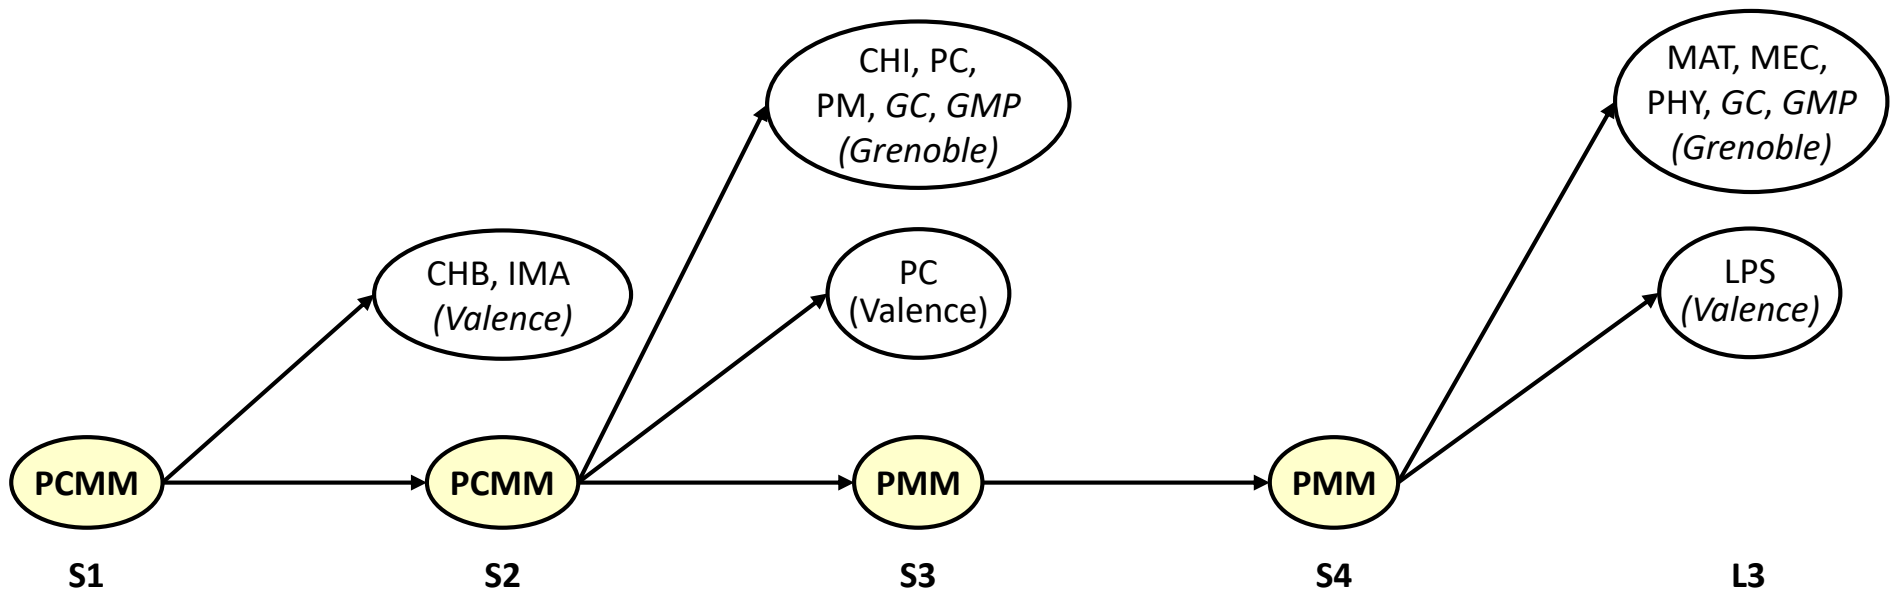 CHI, PC,
PM, GC, GMP
(Grenoble)
MAT, MEC,
PHY, GC, GMP
(Grenoble)
CHB, IMA
(Valence)
PC
(Valence)
LPS
(Valence)
PCMM
PCMM
PMM
PMM
S1
S2
S3
S4
L3